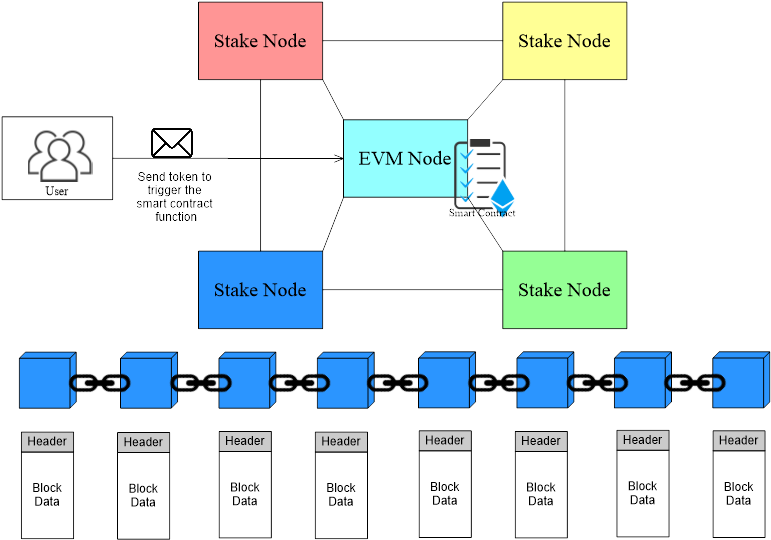 Stake Node
Stake Node
EVM Node
User
Send token to
trigger the
smart contract
function
Smart Contract
Stake Node
Stake Node
Header
Header
Header
Header
Header
Header
Header
Header
Block
Data
Block
Data
Block
Data
Block
Data
Block
Data
Block
Data
Block
Data
Block
Data